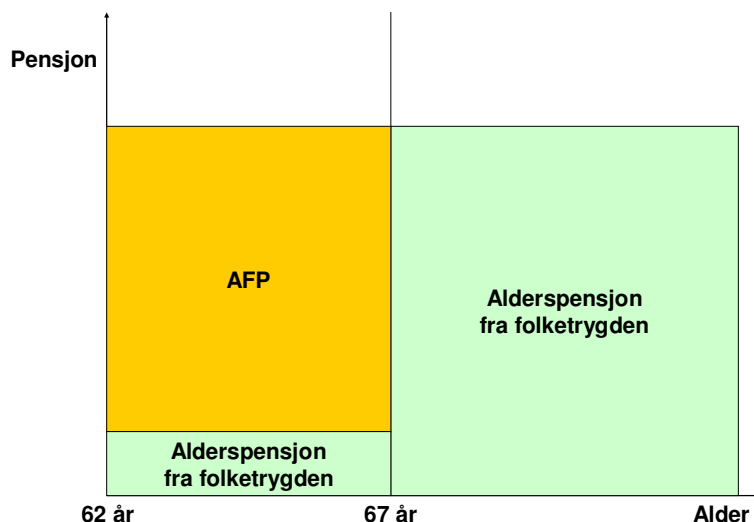 Pensjon
AFP
Alderspensjon
fra folketrygden
Alderspensjon
fra folketrygden
62 år
67 år
Alder